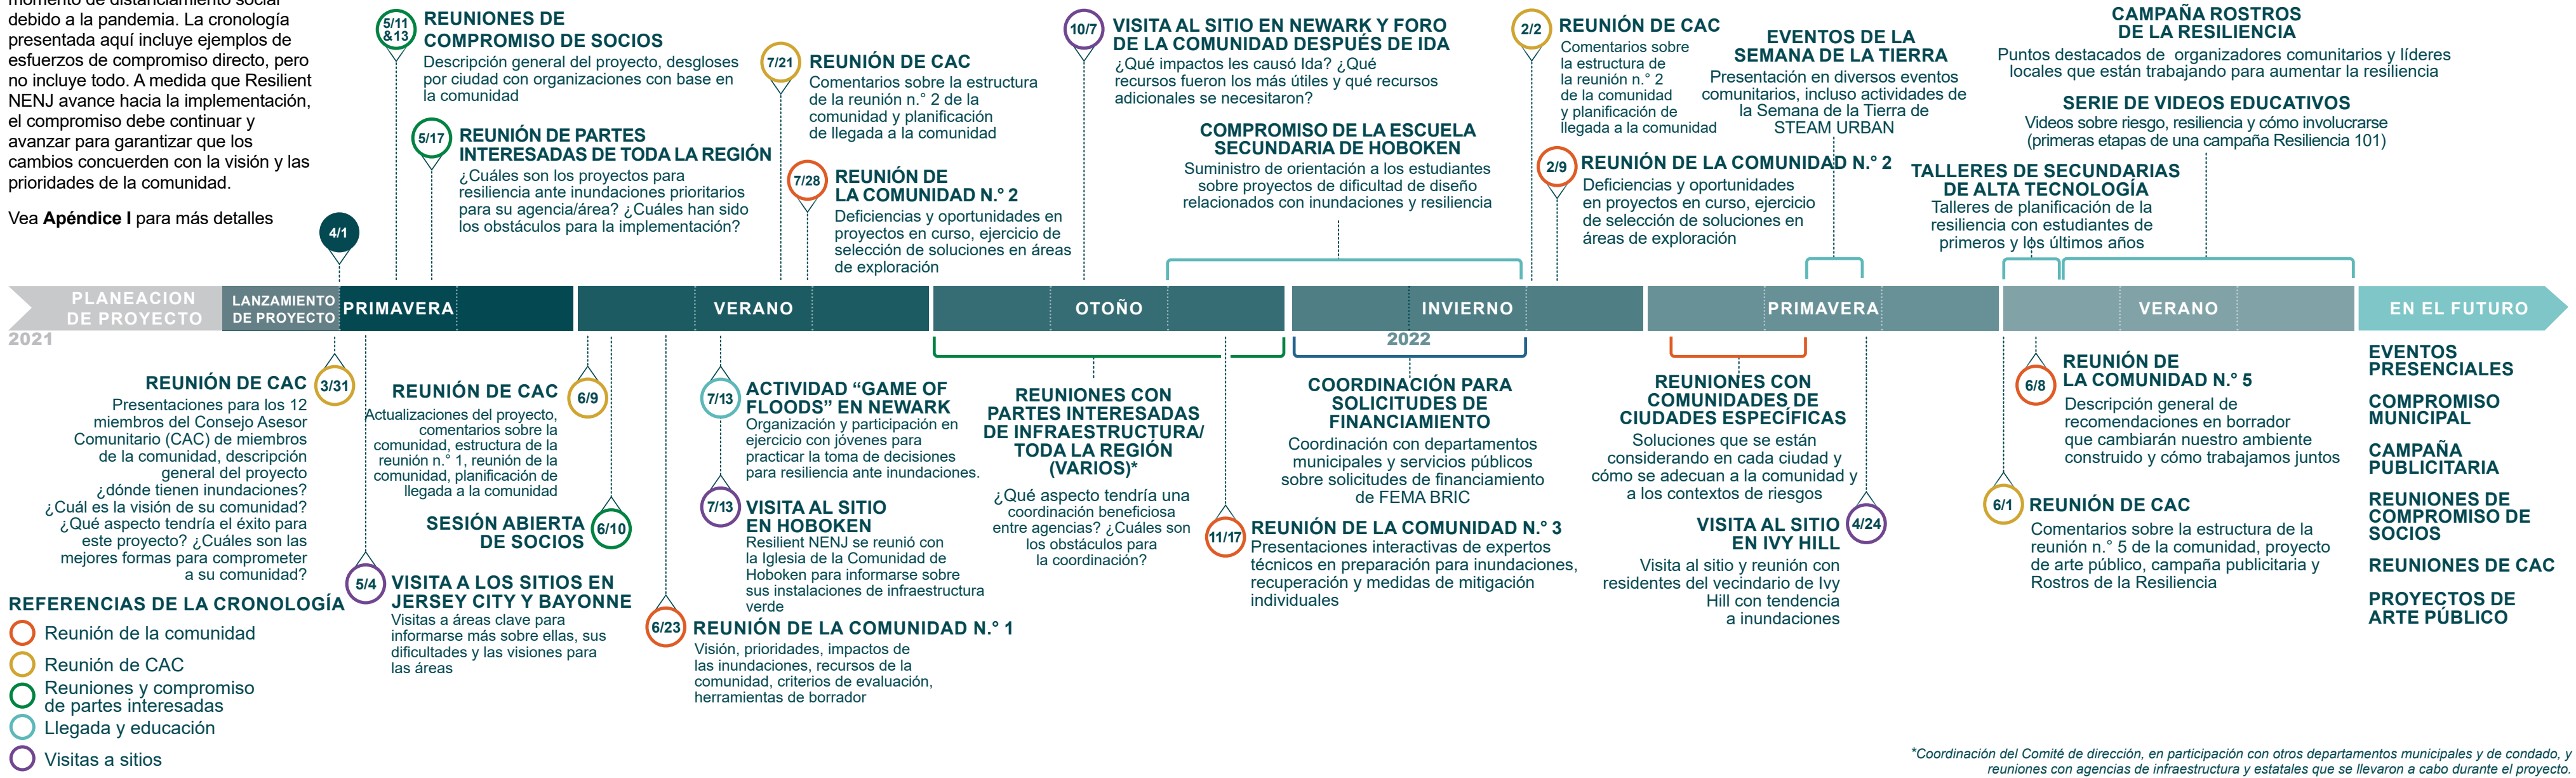 momento de distanciamiento social
debido a la pandemia. La cronología
presentada aquí incluye ejemplos de
esfuerzos de compromiso directo, pero
no incluye todo. A medida que Resilient
NENJ avance hacia la implementación,
el compromiso debe continuar y
avanzar para garantizar que los
cambios concuerden con la visión y las
prioridades de la comunidad.
Vea Apéndice I para más detalles
4/1
5/11
&13
REUNIONES DE
COMPROMISO DE SOCIOS
Descripción general del proyecto, desgloses
por ciudad con organizaciones con base en
la comunidad
5/17
REUNIÓN DE PARTES
INTERESADAS DE TODA LA REGIÓN
¿Cuáles son los proyectos para
resiliencia ante inundaciones prioritarios
para su agencia/área? ¿Cuáles han sido
los obstáculos para la implementación?
7/21
REUNIÓN DE CAC
Comentarios sobre la estructura
de la reunión n.° 2 de la
comunidad y planificación
de llegada a la comunidad
7/28
REUNIÓN DE
LA COMUNIDAD N.° 2
Deficiencias y oportunidades en
proyectos en curso, ejercicio de
selección de soluciones en áreas
de exploración
10/7
VISITA AL SITIO EN NEWARK Y FORO
DE LA COMUNIDAD DESPUÉS DE IDA
¿Qué impactos les causó Ida? ¿Qué
recursos fueron los más útiles y qué recursos
adicionales se necesitaron?
COMPROMISO DE LA ESCUELA
SECUNDARIA DE HOBOKEN
Suministro de orientación a los estudiantes
sobre proyectos de dificultad de diseño
relacionados con inundaciones y resiliencia
2/2
REUNIÓN DE CAC
Comentarios sobre
la estructura de
la reunión n.° 2
de la comunidad
y planificación de
llegada a la comunidad
2/9
REUNIÓN DE LA COMUNIDAD N.° 2
Deficiencias y oportunidades
en proyectos en curso, ejercicio
de selección de soluciones en
áreas de exploración
EVENTOS DE LA
SEMANA DE LA TIERRA
Presentación en diversos eventos
comunitarios, incluso actividades de
la Semana de la Tierra de
STEAM URBAN
CAMPAÑA ROSTROS
DE LA RESILIENCIA
Puntos destacados de organizadores comunitarios y líderes
locales que están trabajando para aumentar la resiliencia
SERIE DE VIDEOS EDUCATIVOS
Videos sobre riesgo, resiliencia y cómo involucrarse
(primeras etapas de una campaña Resiliencia 101)
TALLERES DE SECUNDARIAS
DE ALTA TECNOLOGÍA
Talleres de planificación de la
resiliencia con estudiantes de
primeros y los últimos años
PLANEACION
DE PROYECTO
LANZAMIENTO
DE PROYECTO
PRIMAVERA
VERANO
OTOÑO
INVIERNO
PRIMAVERA
VERANO
EN EL FUTURO
2021
2022
REUNIÓN DE CAC
3/31
Presentaciones para los 12
miembros del Consejo Asesor
Comunitario (CAC) de miembros
de la comunidad, descripción
general del proyecto
¿dónde tienen inundaciones?
¿Cuál es la visión de su comunidad?
¿Qué aspecto tendría el éxito para
este proyecto? ¿Cuáles son las
mejores formas para comprometer
a su comunidad?
5/4
VISITA A LOS SITIOS EN
JERSEY CITY Y BAYONNE
Visitas a áreas clave para
informarse más sobre ellas, sus
dificultades y las visiones para
las áreas
REUNIÓN DE CAC
6/9
Actualizaciones del proyecto,
comentarios sobre la
comunidad, estructura de la
reunión n.° 1, reunión de la
comunidad, planificación de
llegada a la comunidad
SESIÓN ABIERTA
DE SOCIOS
6/10
6/23
REUNIÓN DE LA COMUNIDAD N.° 1
Visión, prioridades, impactos de
las inundaciones, recursos de la
comunidad, criterios de evaluación,
herramientas de borrador
7/13
ACTIVIDAD “GAME OF
FLOODS” EN NEWARK
Organización y participación en
ejercicio con jóvenes para
practicar la toma de decisiones
para resiliencia ante inundaciones.
7/13
VISITA AL SITIO
EN HOBOKEN
Resilient NENJ se reunió con
la Iglesia de la Comunidad de
Hoboken para informarse sobre
sus instalaciones de infraestructura
verde
REUNIONES CON
PARTES INTERESADAS
DE INFRAESTRUCTURA/
TODA LA REGIÓN
(VARIOS)*
¿Qué aspecto tendría una
coordinación beneficiosa
entre agencias? ¿Cuáles son
los obstáculos para
la coordinación?
11/17
REUNIÓN DE LA COMUNIDAD N.° 3
Presentaciones interactivas de expertos
técnicos en preparación para inundaciones,
recuperación y medidas de mitigación
individuales
COORDINACIÓN PARA
SOLICITUDES DE
FINANCIAMIENTO
Coordinación con departamentos
municipales y servicios públicos
sobre solicitudes de financiamiento
de FEMA BRIC
REUNIONES CON
COMUNIDADES DE
CIUDADES ESPECÍFICAS
Soluciones que se están
considerando en cada ciudad y
cómo se adecuan a la comunidad y
a los contextos de riesgos
VISITA AL SITIO
EN IVY HILL
4/24
Visita al sitio y reunión con
residentes del vecindario de Ivy
Hill con tendencia
a inundaciones
6/8
REUNIÓN DE
LA COMUNIDAD N.° 5
Descripción general de
recomendaciones en borrador
que cambiarán nuestro ambiente
construido y cómo trabajamos juntos
6/1
REUNIÓN DE CAC
Comentarios sobre la estructura de la
reunión n.° 5 de la comunidad, proyecto
de arte público, campaña publicitaria y
Rostros de la Resiliencia
EVENTOS
PRESENCIALES
COMPROMISO
MUNICIPAL
CAMPAÑA
PUBLICITARIA
REUNIONES DE
COMPROMISO DE
SOCIOS
REUNIONES DE CAC
PROYECTOS DE
ARTE PÚBLICO
REFERENCIAS DE LA CRONOLOGÍA
Reunión de la comunidad
Reunión de CAC
Reuniones y compromiso
de partes interesadas
Llegada y educación
Visitas a sitios
*Coordinación del Comité de dirección, en participación con otros departamentos municipales y de condado, y
reuniones con agencias de infraestructura y estatales que se llevaron a cabo durante el proyecto.